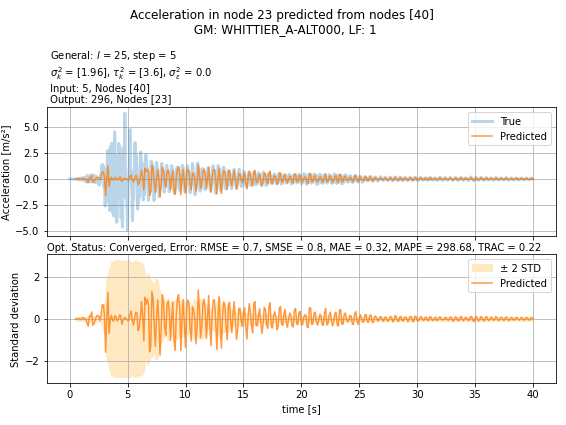 Acceleration in node 23 predicted from nodes [40]
GM: WHITTIER_A-ALT000, LF: 1
General: l = 25, step = 5
σ²ₖ = [1.96], τ²ₖ = [3.6], σ²_ε = 0.0
Input: 5, Nodes [40]
Output: 296, Nodes [23]
Acceleration [m/s²]
5.0
2.5
0.0
−2.5
−5.0
True
Predicted
Opt. Status: Converged, Error: RMSE = 0.7, SMSE = 0.8, MAE = 0.32, MAPE = 298.68, TRAC = 0.22
Standard deviation
2
0
−2
± 2 STD
Predicted
0 5 10 15 20 25 30 35 40
time [s]